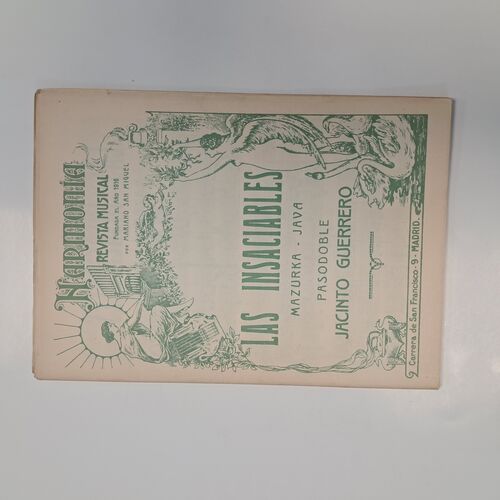 Harmonía
REVISTA MUSICAL
FUNDADA EL AÑO 1916
POR MARIANO SAN MIGUEL
LAS INSACIABLES
MAZURKA - JAVA
PASODOBLE
JACINTO GUERRERO
Carrera de San Francisco - 9 - MADRID.